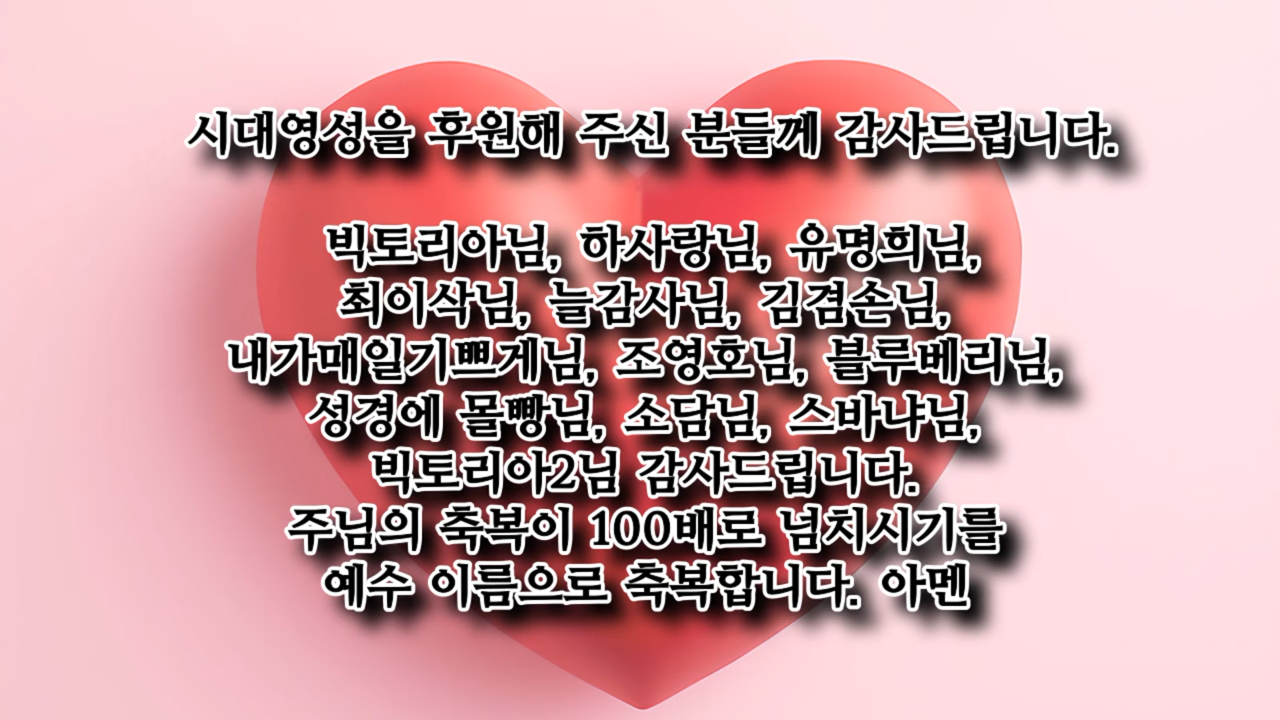 시대영성을 후원해 주신 분들께 감사드립니다.
빅토리아님, 하사랑님, 유명희님,
최이삭님, 늘감사님, 김겸손님,
내가매일기쁘게님, 조영호님, 블루베리님,
성경에 몰빵님, 소담님, 스바냐님,
빅토리아2님 감사드립니다.
주님의 축복이 100배로 넘치시기를
예수 이름으로 축복합니다. 아멘